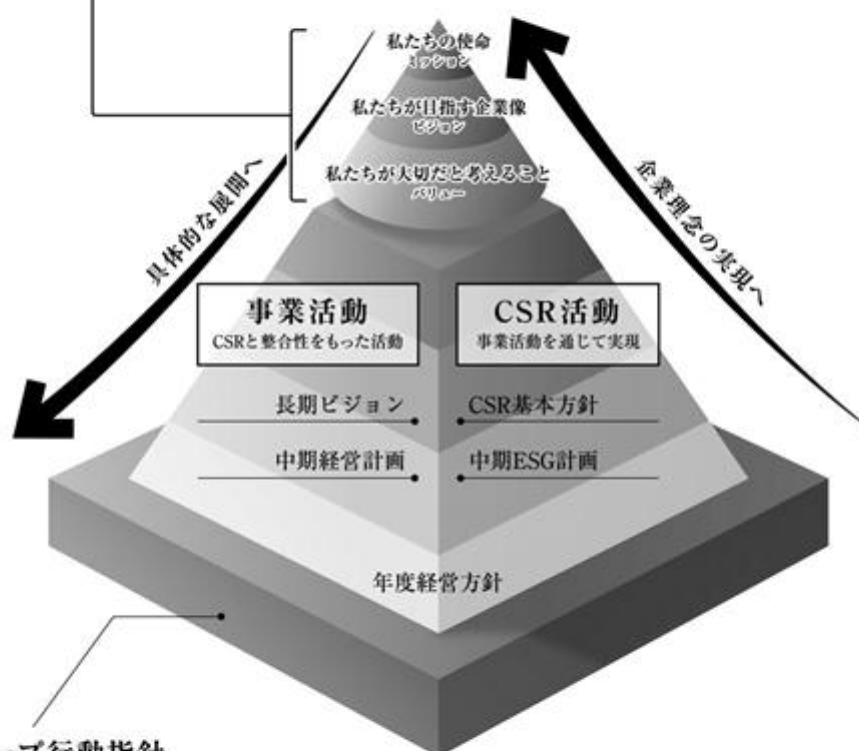 私たちの使命
ミッション
私たちが目指す企業像
ビジョン
私たちが大切だと考えること
バリュー
具体的な展開へ
企業理念の実現へ
事業活動
CSRと整合性をもった活動
CSR活動
事業活動を通じて実現
長期ビジョン
CSR基本方針
中期経営計画
中期ESG計画
年度経営方針
プ行動指針